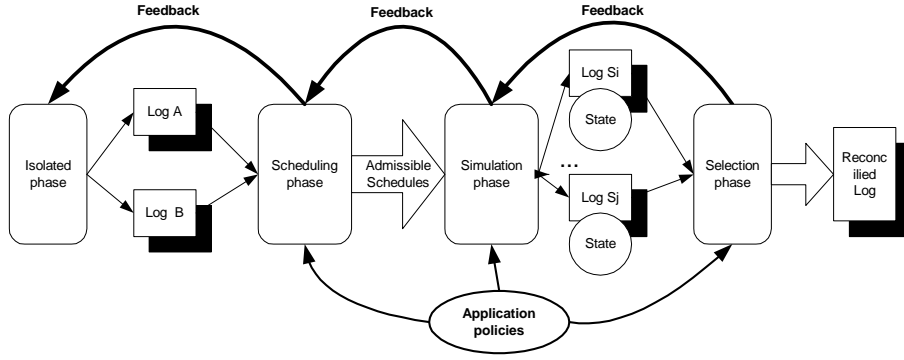 Feedback
Feedback
Feedback
Isolated
phase
Log A
Log B
Scheduling
phase
Admissible
Schedules
Simulation
phase
Log Si
State
...
Log Sj
State
Selection
phase
Reconc
ilied
Log
Application
policies